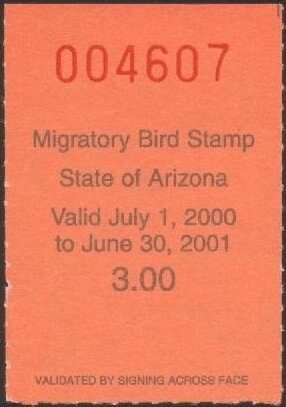 004607
Migratory Bird Stamp
State of Arizona
Valid July 1, 2000
to June 30, 2001
3.00
VALIDATED BY SIGNING ACROSS FACE